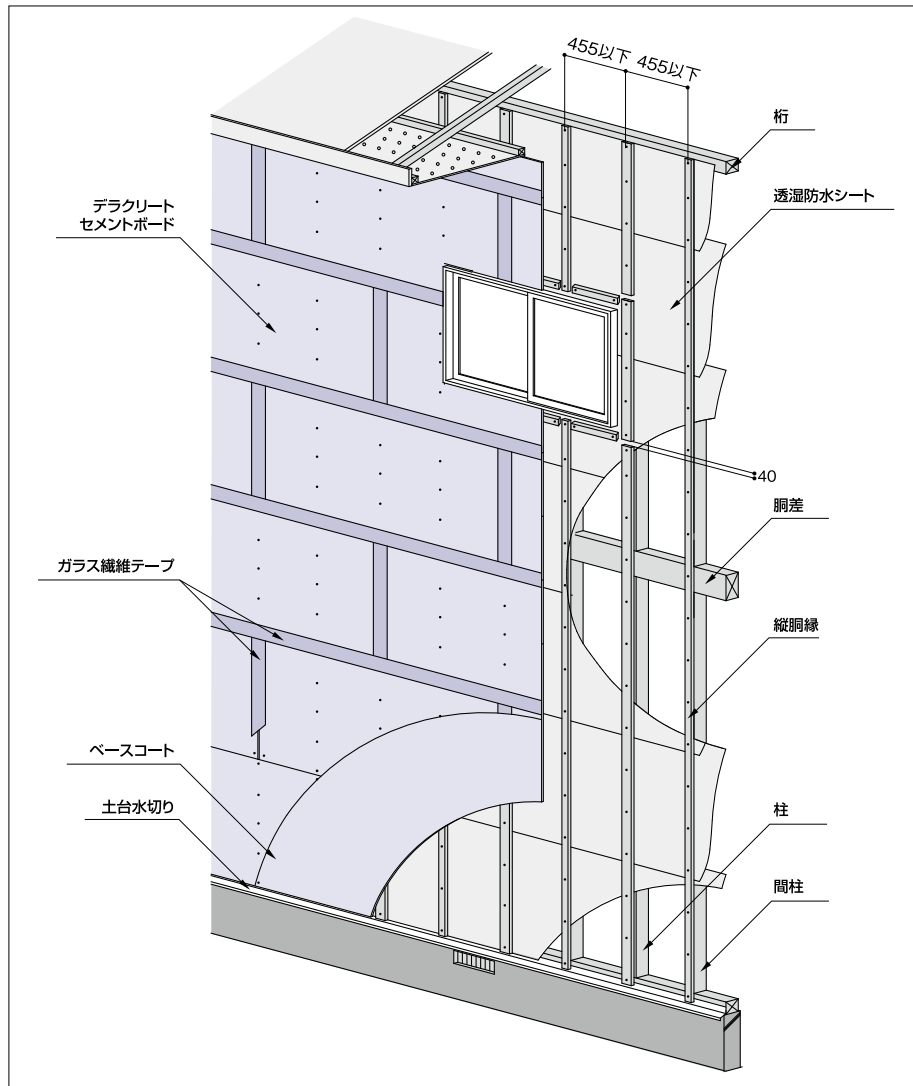 455以下 455以下
桁
デラクリート
セメントボード
透湿防水シート
40
胴差
ガラス繊維テープ
縦胴縁
ベースコート
土台水切り
柱
間柱